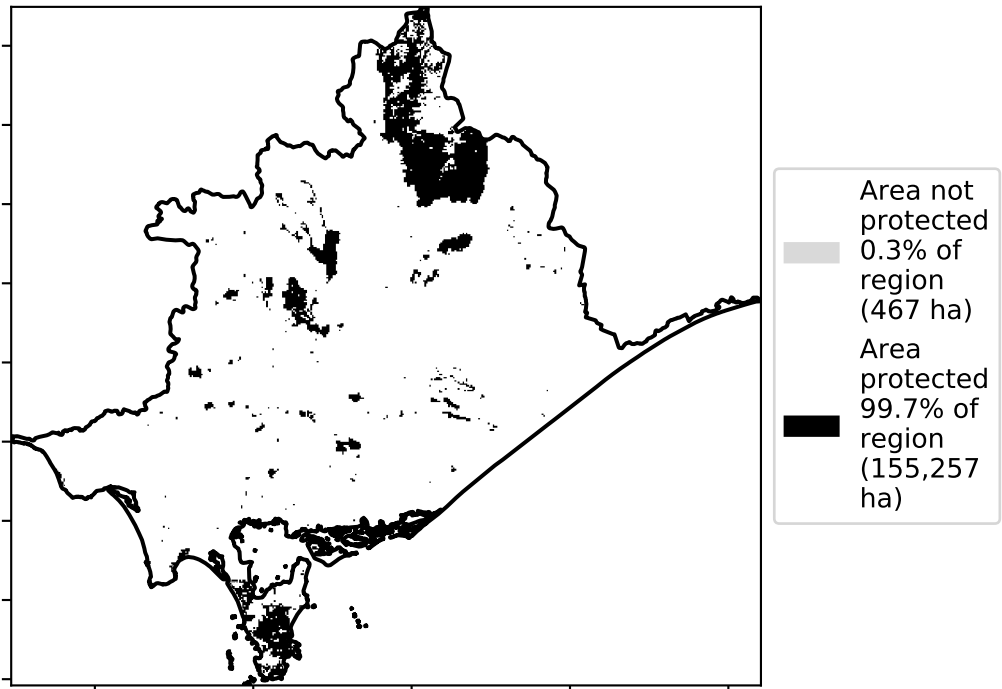 Area not
protected
0.3% of
region
(467 ha)
Area
protected
99.7% of
region
(155,257
ha)